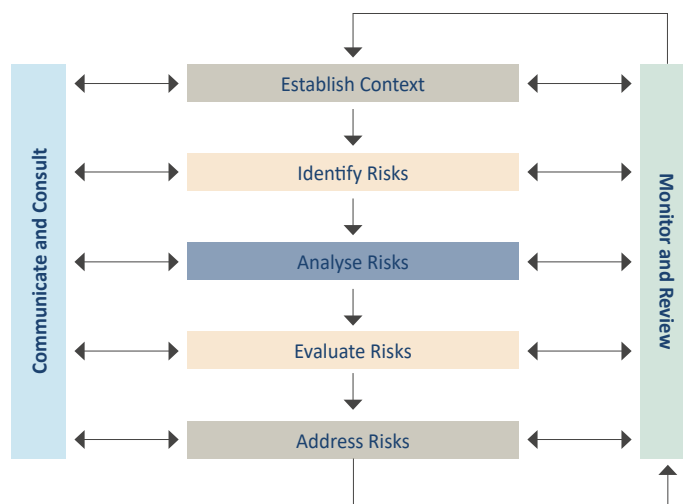 Establish Context
Identify Risks
Analyse Risks
Evaluate Risks
Address Risks
Communicate and Consult
Monitor and Review